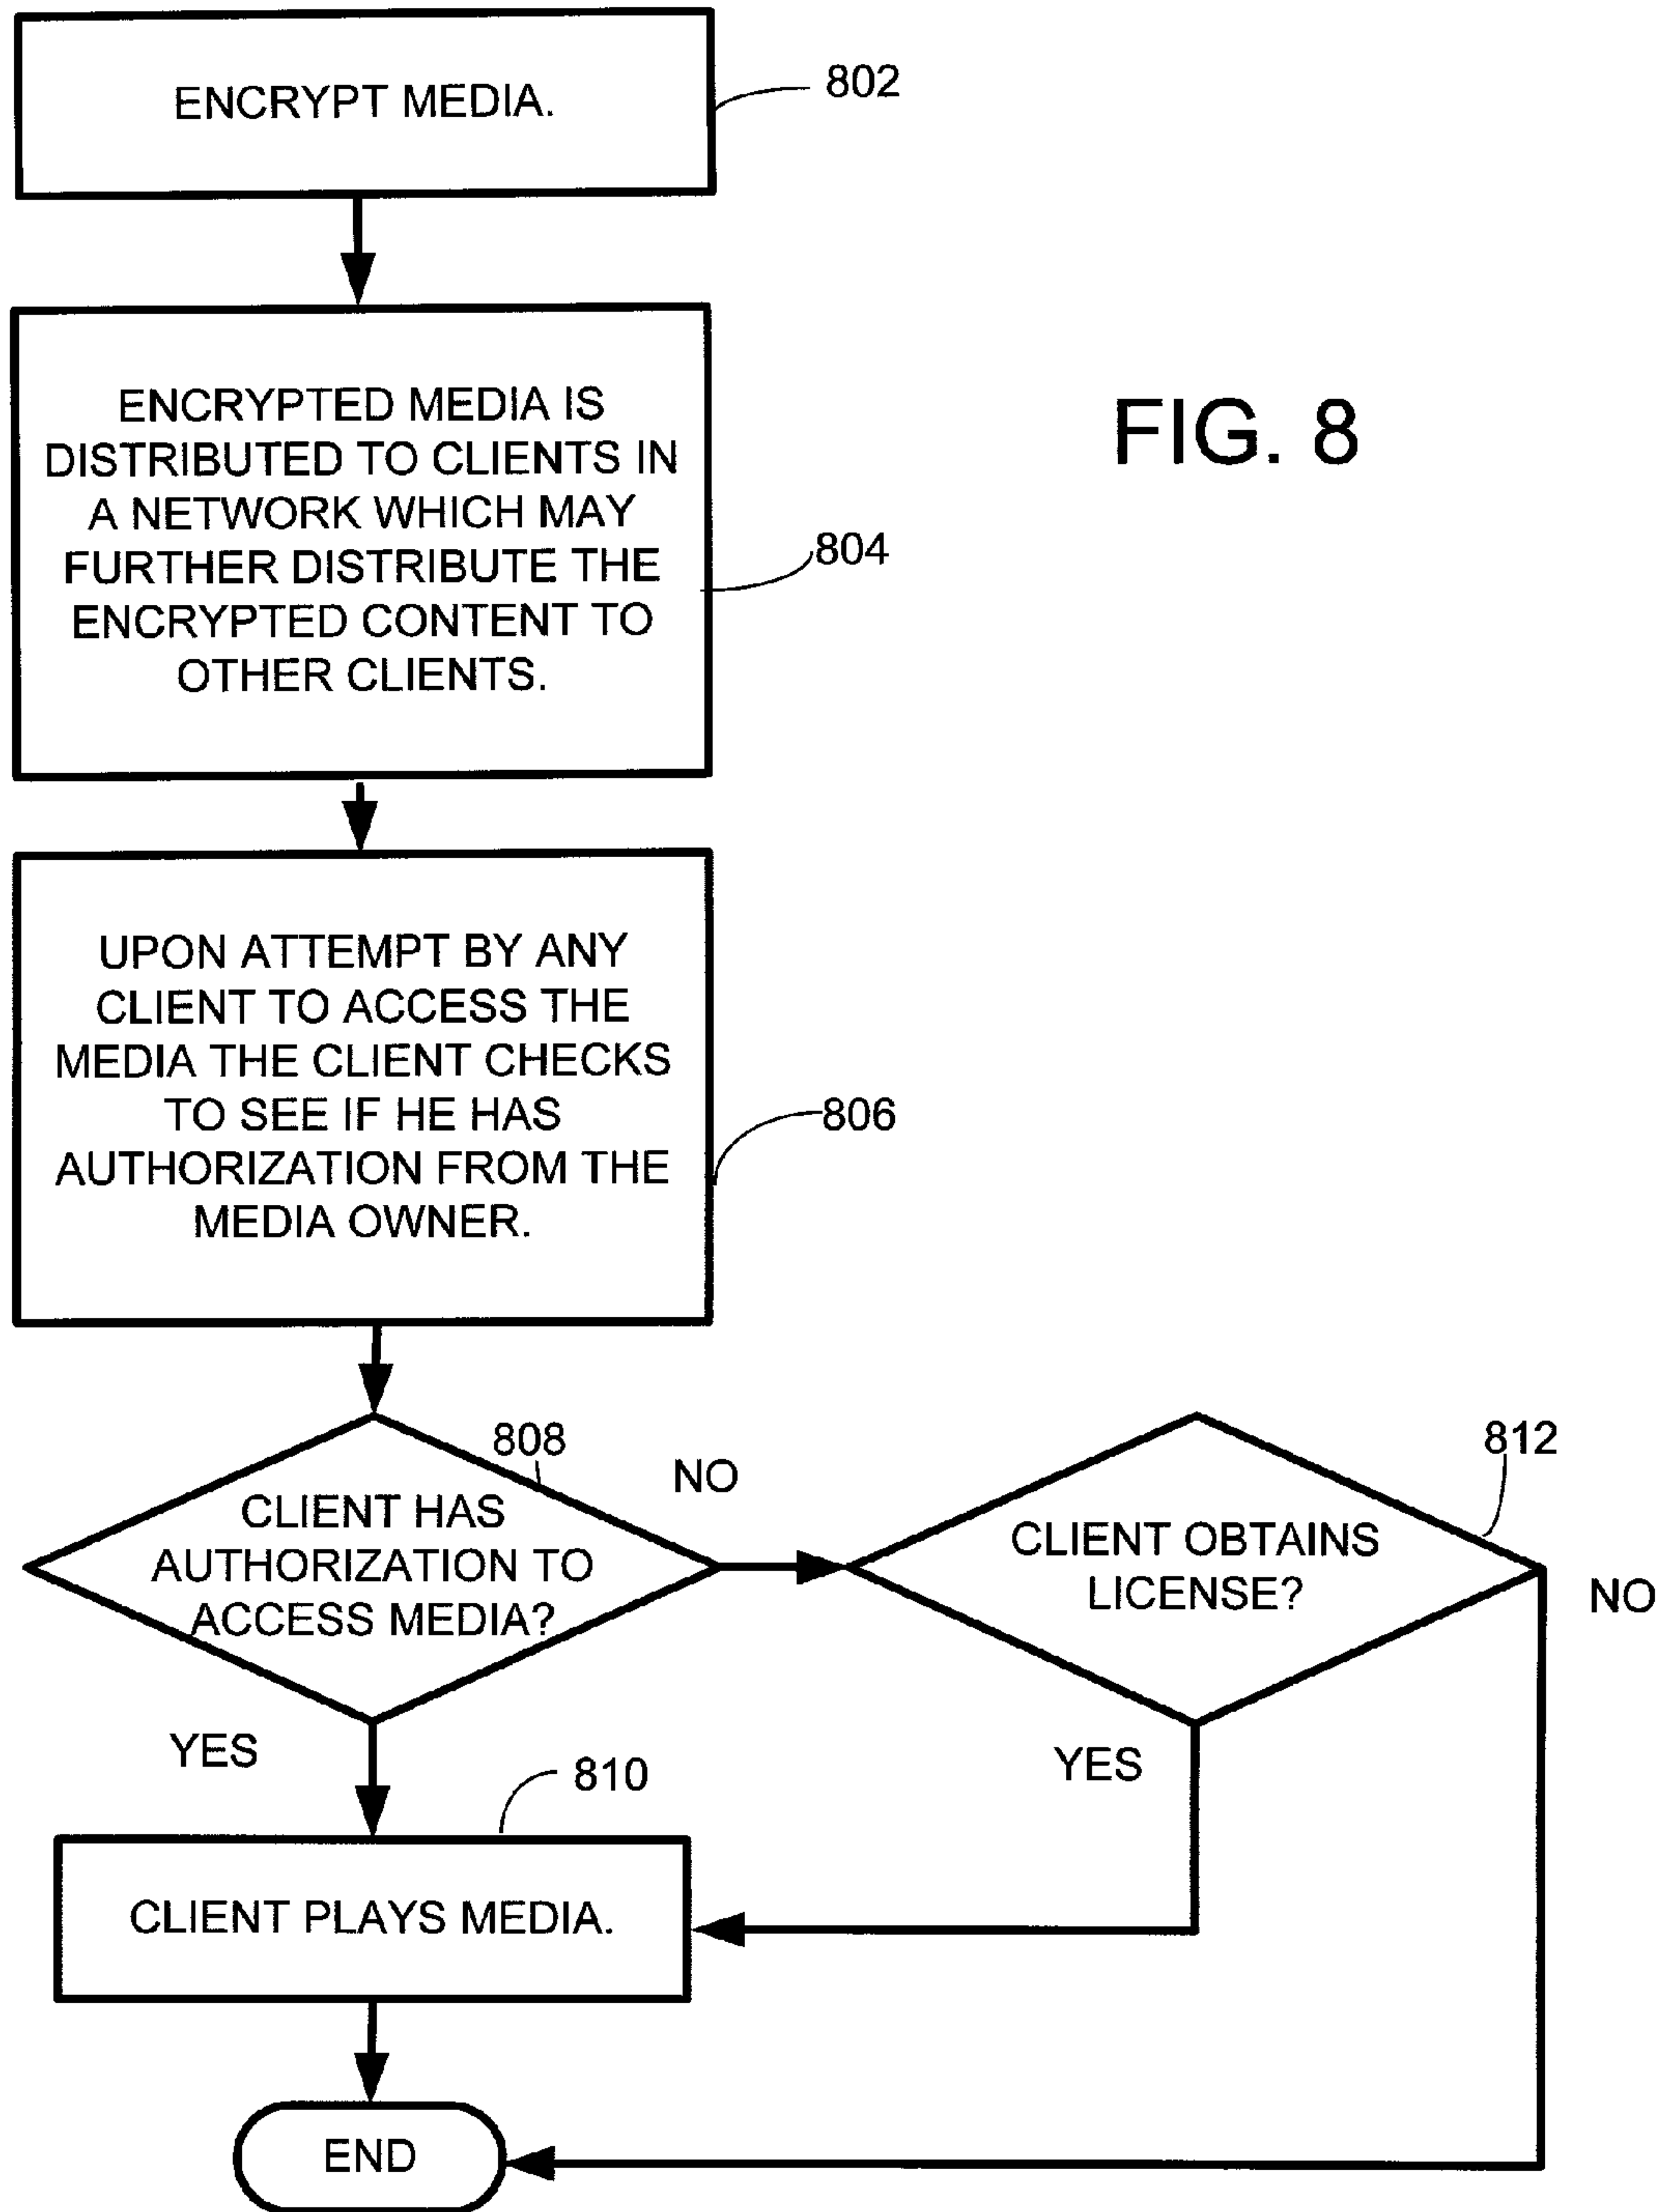 ENCRYPT MEDIA.
802
ENCRYPTED MEDIA IS
DISTRIBUTED TO CLIENTS IN
A NETWORK WHICH MAY
FURTHER DISTRIBUTE THE
ENCRYPTED CONTENT TO
OTHER CLIENTS.
804
FIG. 8
UPON ATTEMPT BY ANY
CLIENT TO ACCESS THE
MEDIA THE CLIENT CHECKS
TO SEE IF HE HAS
AUTHORIZATION FROM THE
MEDIA OWNER.
806
808
CLIENT HAS
AUTHORIZATION TO
ACCESS MEDIA?
NO
812
CLIENT OBTAINS
LICENSE?
NO
YES
YES
810
CLIENT PLAYS MEDIA.
END